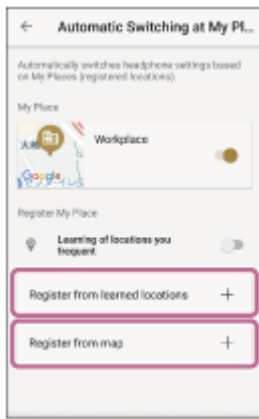 ← Automatic Switching at My Pl...
Automatically switches headphone settings based
on My Places (registered locations).
My Place
Workplace
Google
Register My Place
Learning of locations you
frequent
Register from learned locations +
Register from map +